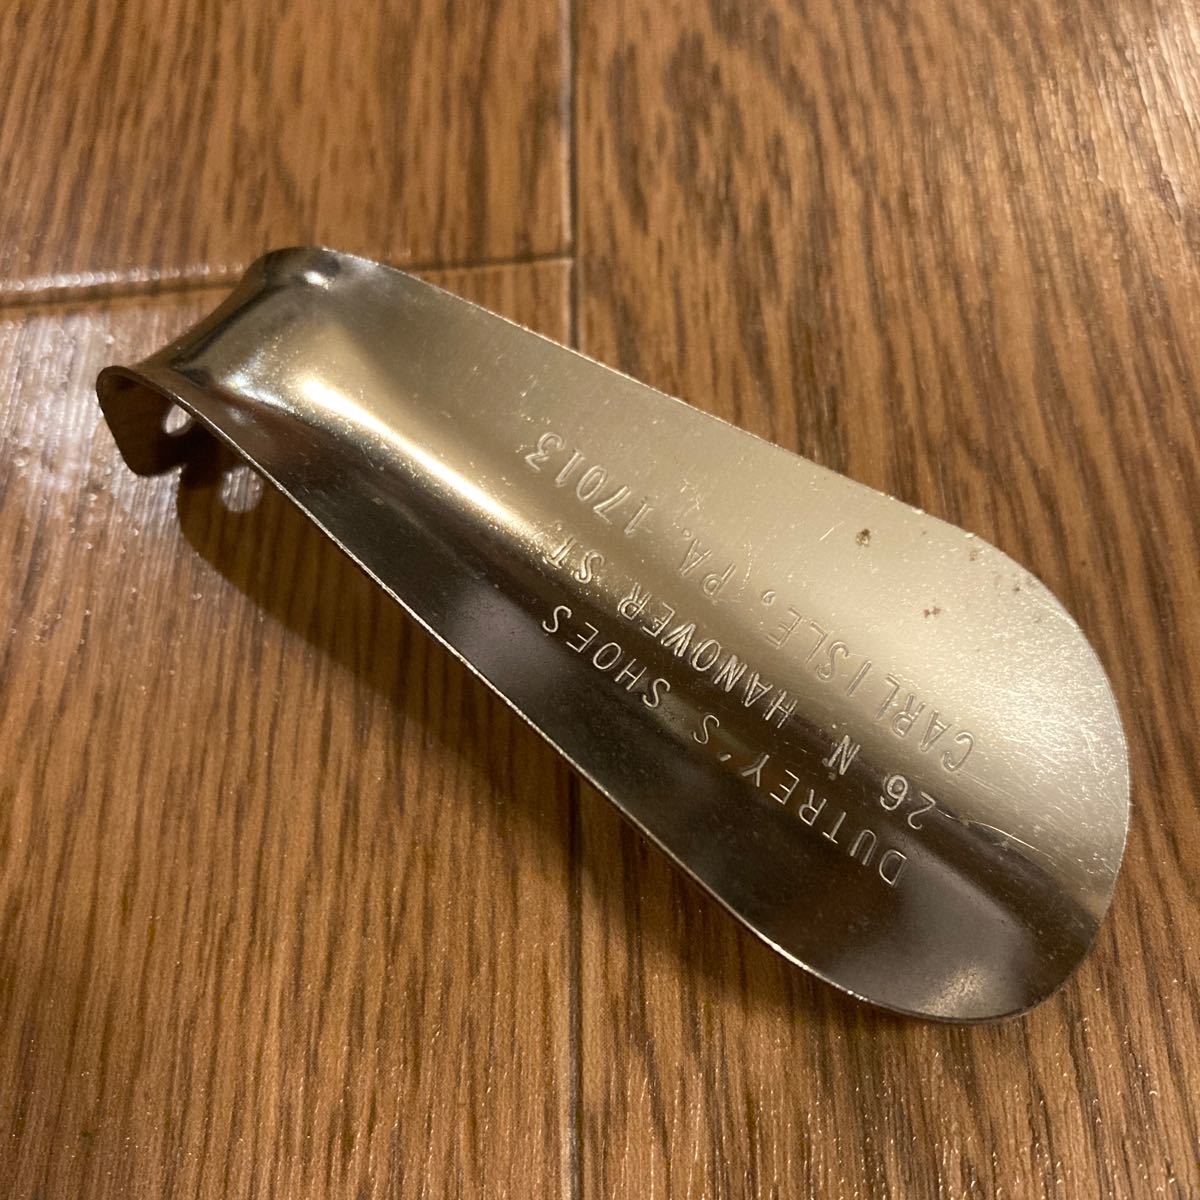 DUTREY'S SHOES
26 N HANOVER ST.
CARLISLE, PA. 17013